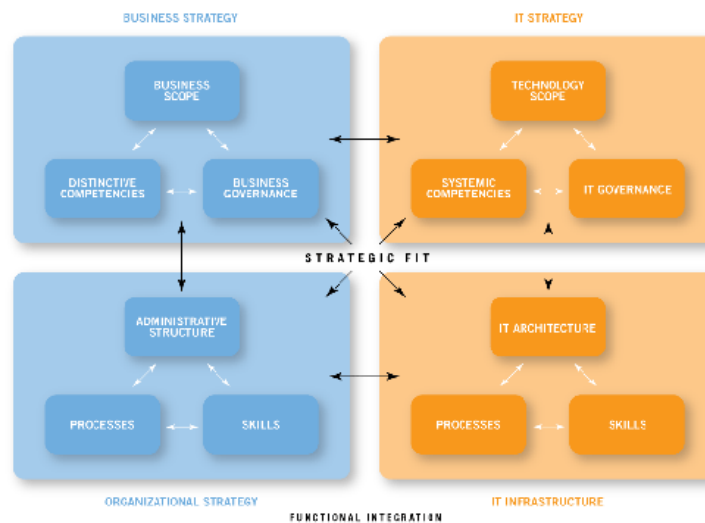 BUSINESS STRATEGY
IT STRATEGY
BUSINESS
SCOPE
TECHNOLOGY
SCOPE
DISTINCTIVE
COMPETENCIES
BUSINESS
GOVERNANCE
SYSTEMIC
COMPETENCIES
IT GOVERNANCE
STRATEGIC FIT
ADMINISTRATIVE
STRUCTURE
IT ARCHITECTURE
PROCESSES
SKILLS
PROCESSES
SKILLS
ORGANIZATIONAL STRATEGY
IT INFRASTRUCTURE
FUNCTIONAL INTEGRATION